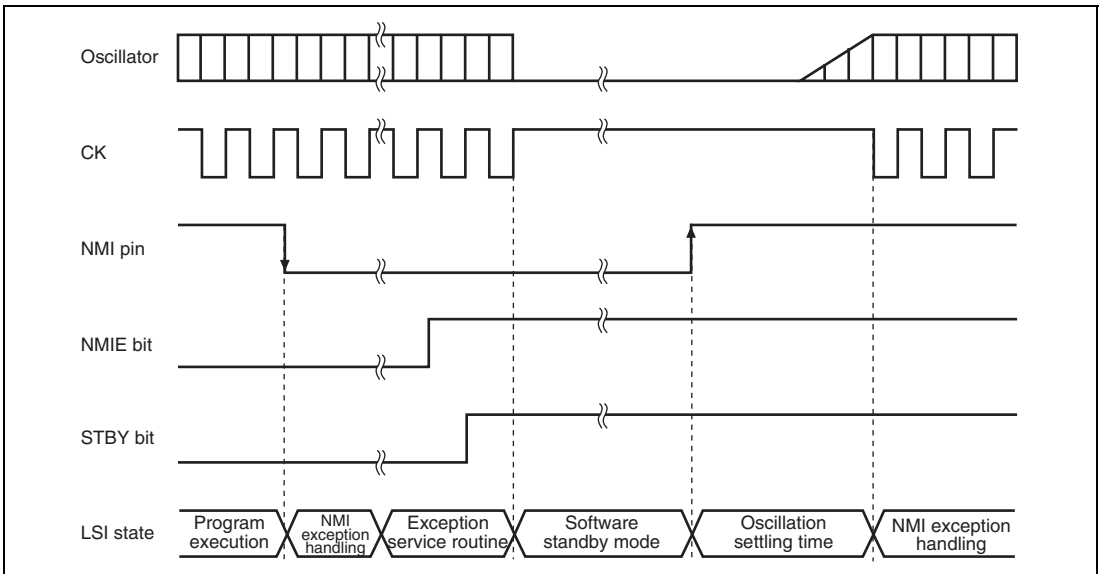 Oscillator
CK
NMI pin
NMIE bit
STBY bit
LSI state
Program
execution
NMI
exception
handling
Exception
service routine
Software
standby mode
Oscillation
settling time
NMI exception
handling